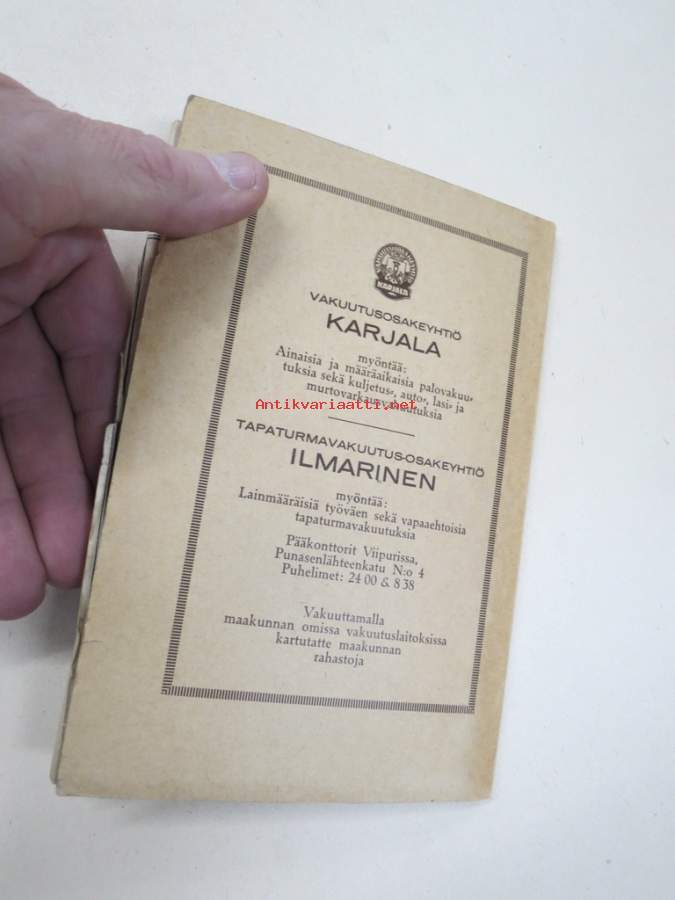 KARJALA
VAKUUTUSOSAKEYHTIÖ
KARJALA
myöntää:
Ainaisia ja määräaikaisia palovakuu-
tuksia sekä kuljetus-, auto-, lasi- ja
murtovarkausvakuutuksia
Antikvariaatti.net
TAPATURMAVAKUUTUS-OSAKEYHTIÖ
ILMARINEN
myöntää:
Lainmääräisiä työväen sekä vapaaehtoisia
tapaturmavakuutuksia
Pääkonttorit Viipurissa,
Punasenlähteenkatu N:o 4
Puhelimet: 24 00 & 8 38
Vakuuttamalla
maakunnan omissa vakuutuslaitoksissa
kartutatte maakunnan
rahastoja